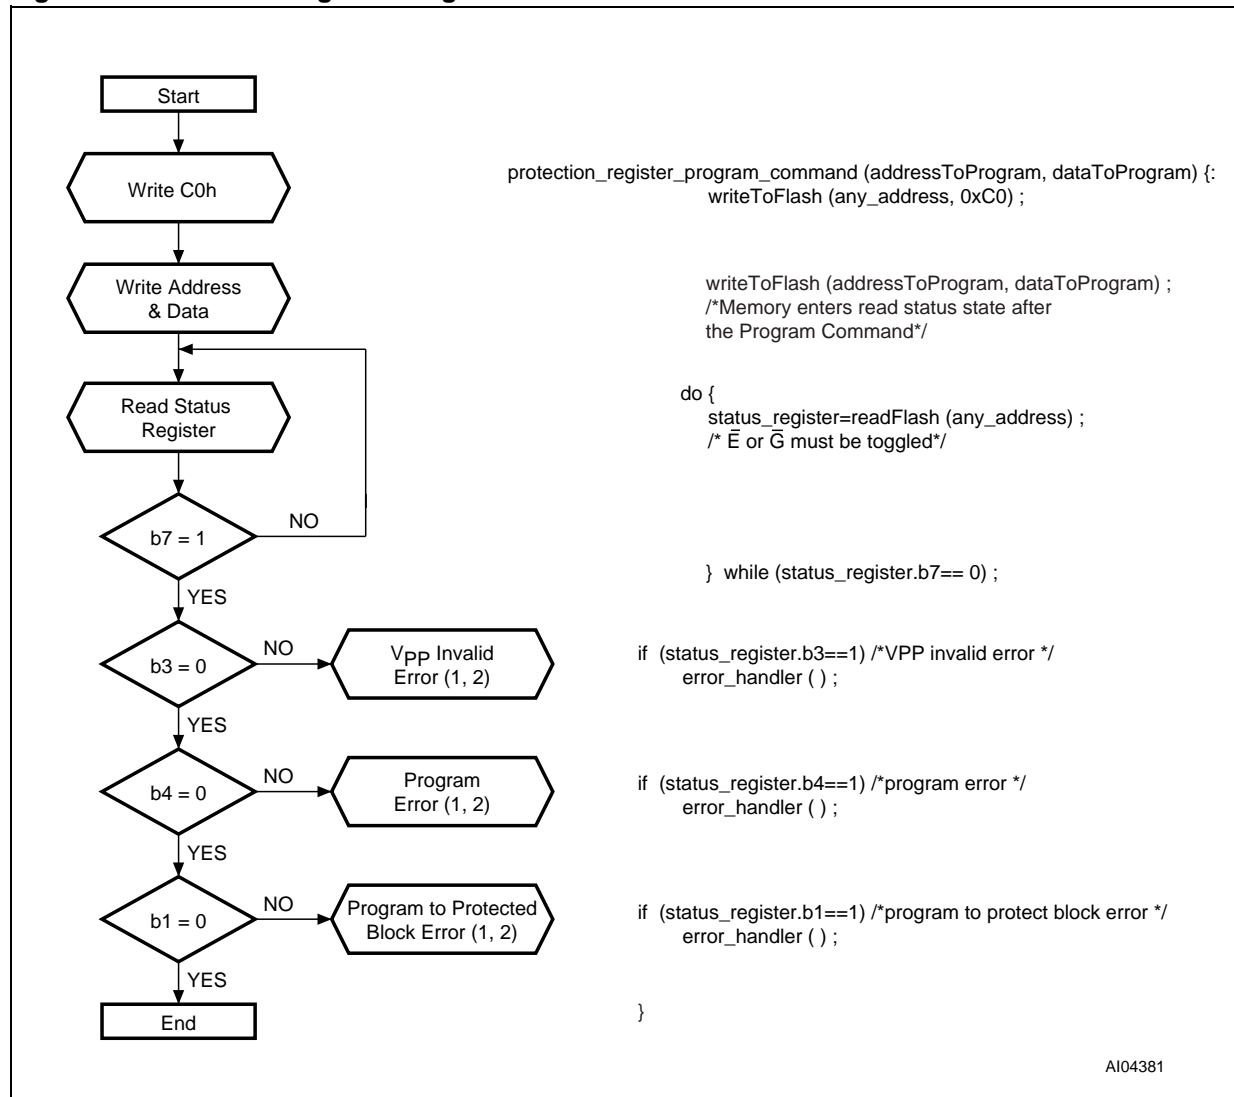 Start
Write C0h
protection_register_program_command (addressToProgram, dataToProgram) {:
writeToFlash (any_address, 0xC0) ;
Write Address
& Data
writeToFlash (addressToProgram, dataToProgram) ;
/*Memory enters read status state after
the Program Command*/
Read Status
Register
do {
status_register=readFlash (any_address) ;
/* E̅ or G̅ must be toggled*/
b7 = 1
NO
YES
} while (status_register.b7== 0) ;
b3 = 0
NO
YES
VPP Invalid
Error (1, 2)
if (status_register.b3==1) /*VPP invalid error */
error_handler ( ) ;
b4 = 0
NO
YES
Program
Error (1, 2)
if (status_register.b4==1) /*program error */
error_handler ( ) ;
b1 = 0
NO
YES
Program to Protected
Block Error (1, 2)
if (status_register.b1==1) /*program to protect block error */
error_handler ( ) ;
End
}
AI04381